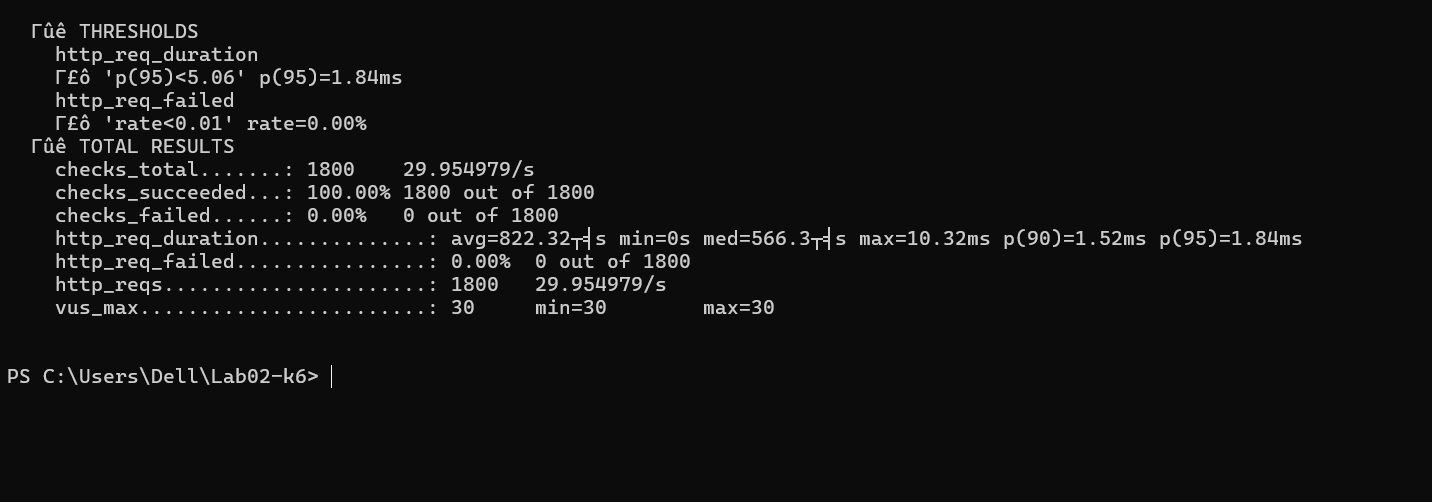 Γûê THRESHOLDS
http_req_duration
Γ£ô 'p(95)<5.06' p(95)=1.84ms
http_req_failed
Γ£ô 'rate<0.01' rate=0.00%
Γûê TOTAL RESULTS
checks_total.......: 1800    29.954979/s
checks_succeeded...: 100.00% 1800 out of 1800
checks_failed......: 0.00%   0 out of 1800
http_req_duration..............: avg=822.32┬╡s min=0s med=566.3┬╡s max=10.32ms p(90)=1.52ms p(95)=1.84ms
http_req_failed................: 0.00%  0 out of 1800
http_reqs......................: 1800   29.954979/s
vus_max........................: 30     min=30        max=30
PS C:\Users\Dell\Lab02-k6>